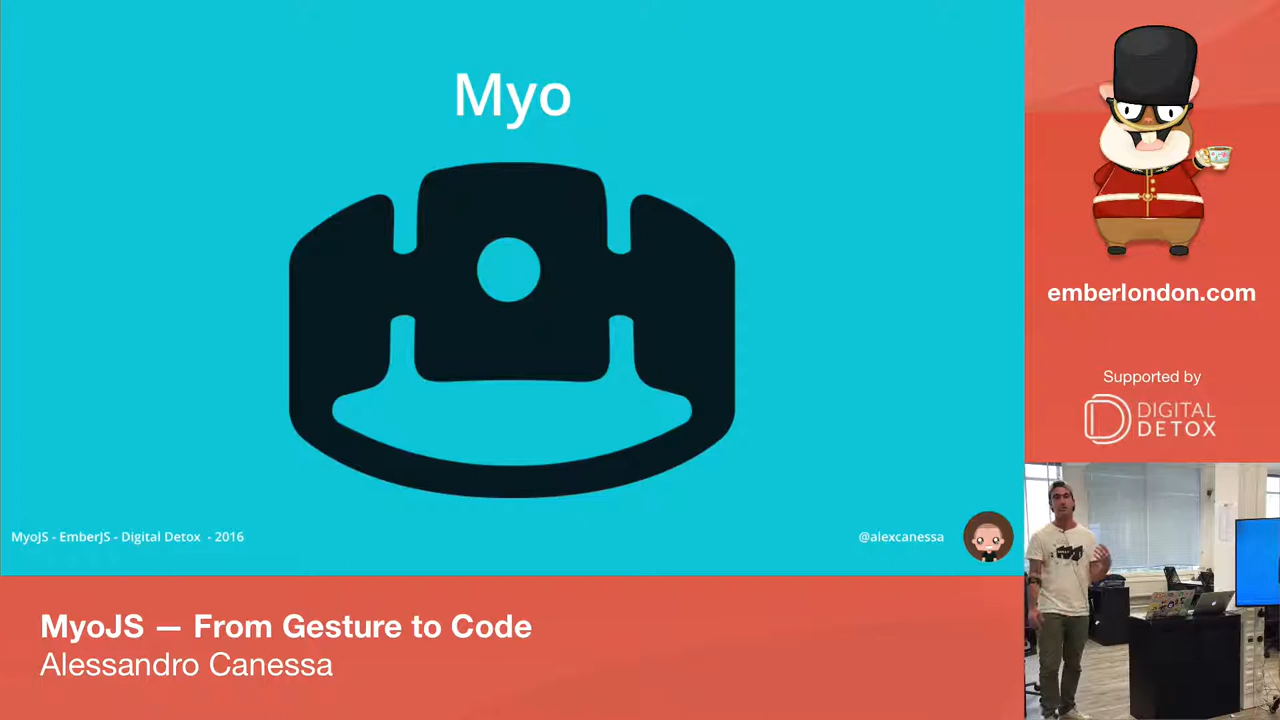 Myo
MyoJS - EmberJS - Digital Detox - 2016
@alexcanessa
MyoJS — From Gesture to Code
Alessandro Canessa
emberlondon.com
Supported by
DIGITAL
DETOX